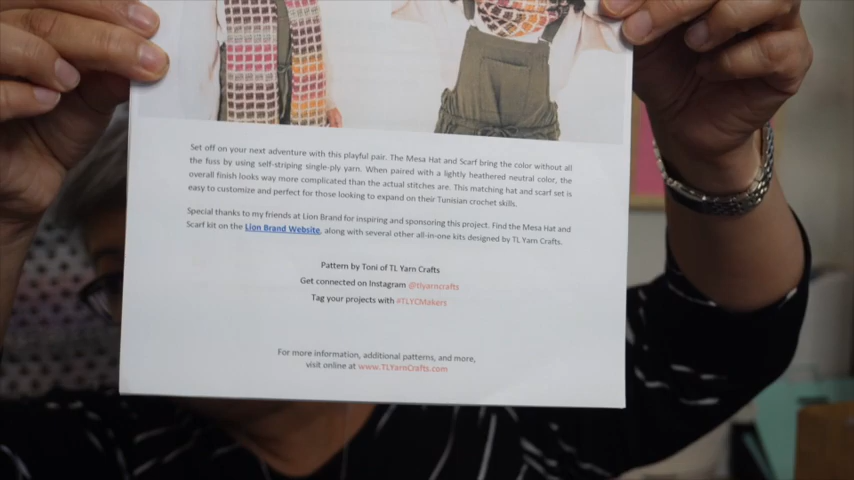 Set off on your next adventure with this playful pair. The Mesa Hat and Scarf bring the color without all
the fuss by using self-striping single-ply yarn. When paired with a lightly heathered neutral color, the
overall finish looks way more complicated than the actual stitches are. This matching hat and scarf set is
easy to customize and perfect for those looking to expand on their Tunisian crochet skills.
Special thanks to my friends at Lion Brand for inspiring and sponsoring this project. Find the Mesa Hat and
Scarf kit on the Lion Brand Website, along with several other all-in-one kits designed by TL Yarn Crafts.
Pattern by Toni of TL Yarn Crafts
Get connected on Instagram @tlyarncrafts
Tag your projects with #TLYCMakers
For more information, additional patterns, and more,
visit online at www.TLYarnCrafts.com